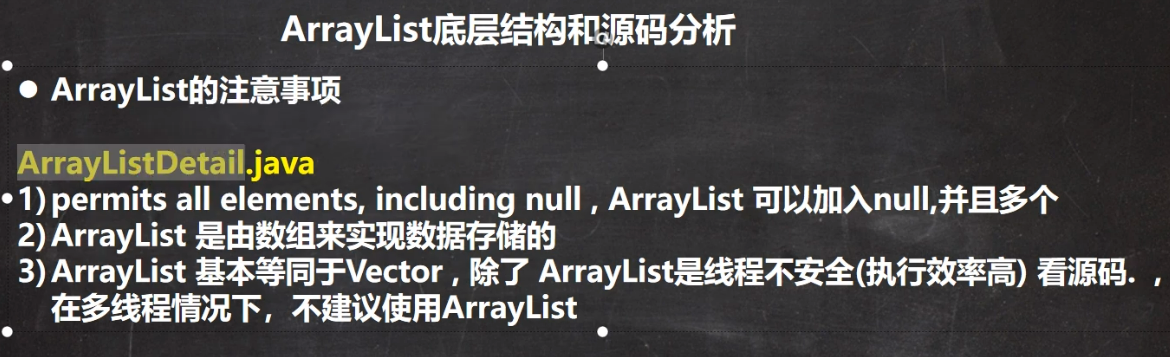 ArrayList底层结构和源码分析
● ArrayList的注意事项
ArrayListDetail.java
1) permits all elements, including null , ArrayList 可以加入null,并且多个
2) ArrayList 是由数组来实现数据存储的
3) ArrayList 基本等同于Vector , 除了 ArrayList是线程不安全(执行效率高) 看源码. ,
在多线程情况下，不建议使用ArrayList